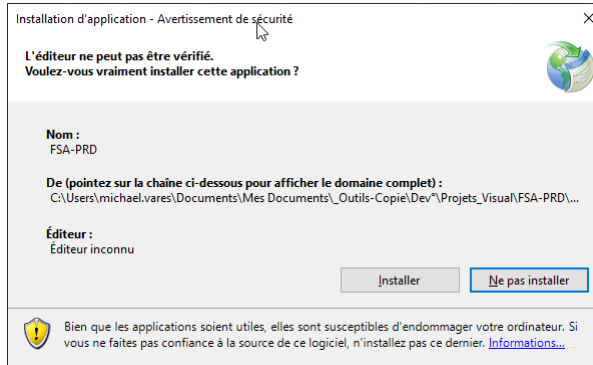 Installation d'application - Avertissement de sécurité
L'éditeur ne peut pas être vérifié.
Voulez-vous vraiment installer cette application ?
Nom :
FSA-PRD
De (pointez sur la chaîne ci-dessous pour afficher le domaine complet) :
C:\Users\michael.vares\Documents\Mes Documents\_Outils-Copie\Dev°\Projets_Visual\FSA-PRD\...
Éditeur :
Éditeur inconnu
Installer
Ne pas installer
Bien que les applications soient utiles, elles sont susceptibles d'endommager votre ordinateur. Si
vous ne faites pas confiance à la source de ce logiciel, n'installez pas ce dernier. Informations...